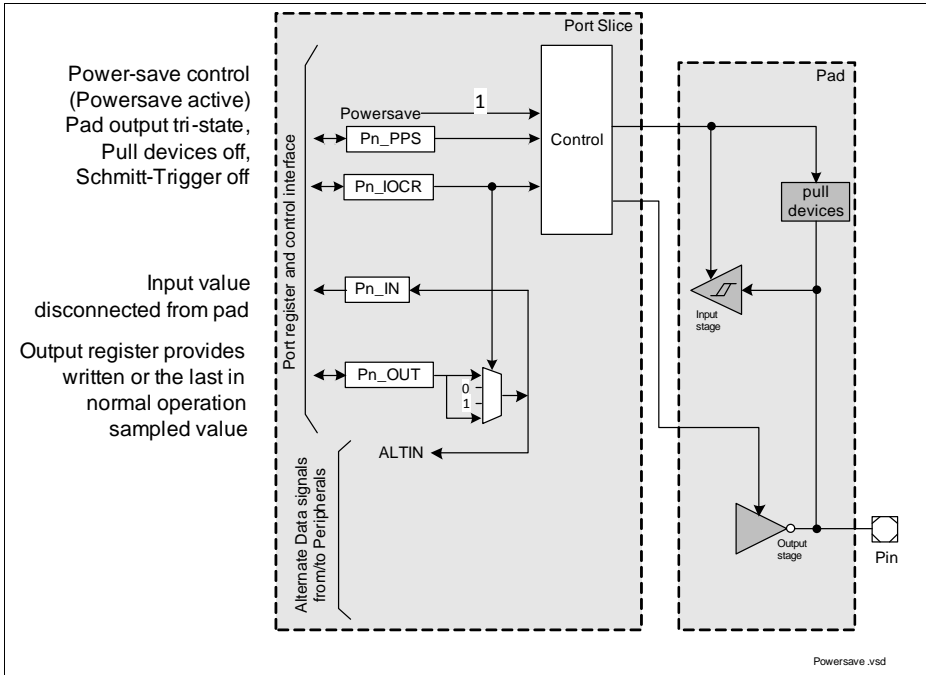 Port Slice
Pad
Power-save control
(Powersave active)
Pad output tri-state,
Pull devices off,
Schmitt-Trigger off
Input value
disconnected from pad
Output register provides
written or the last in
normal operation
sampled value
Port register and control interface
Powersave
1
Pn_PPS
Pn_IOCR
Control
Pn_IN
Pn_OUT
0
1
ALTIN
Alternate Data signals
from/to Peripherals
pull
devices
Input
stage
Output
stage
Pin
Powersave .vsd